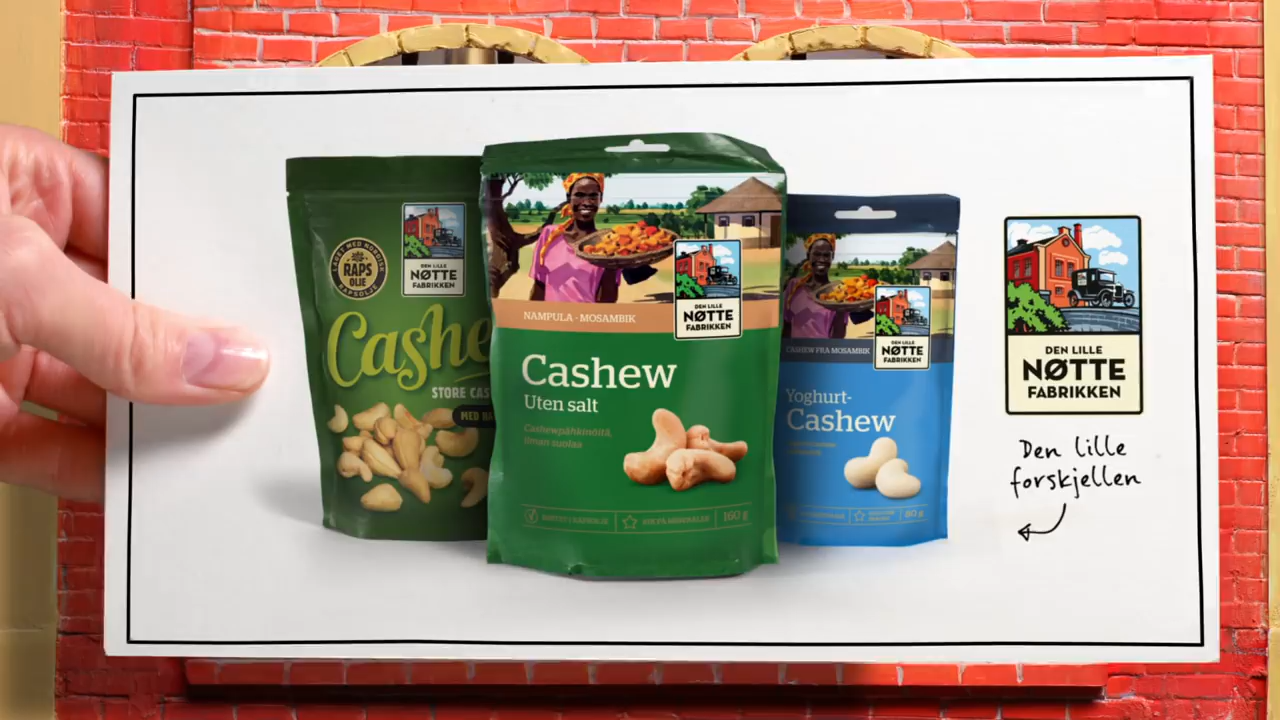 RAPS
OLJE
RAPSOLJE
DEN LILLE
NØTTE
FABRIKKEN
Cashe
STORE CAS
MED
NAMPULA - MOSAMBIK
DEN LILLE
NØTTE
FABRIKKEN
Cashew
Uten salt
Cashewpähkinöitä,
ilman suolaa
160 g
CASHEW FRA MOSAMBIK
DEN LILLE
NØTTE
FABRIKKEN
Yoghurt-
Cashew
80 g
DEN LILLE
NØTTE
FABRIKKEN
Den lille
forskjellen